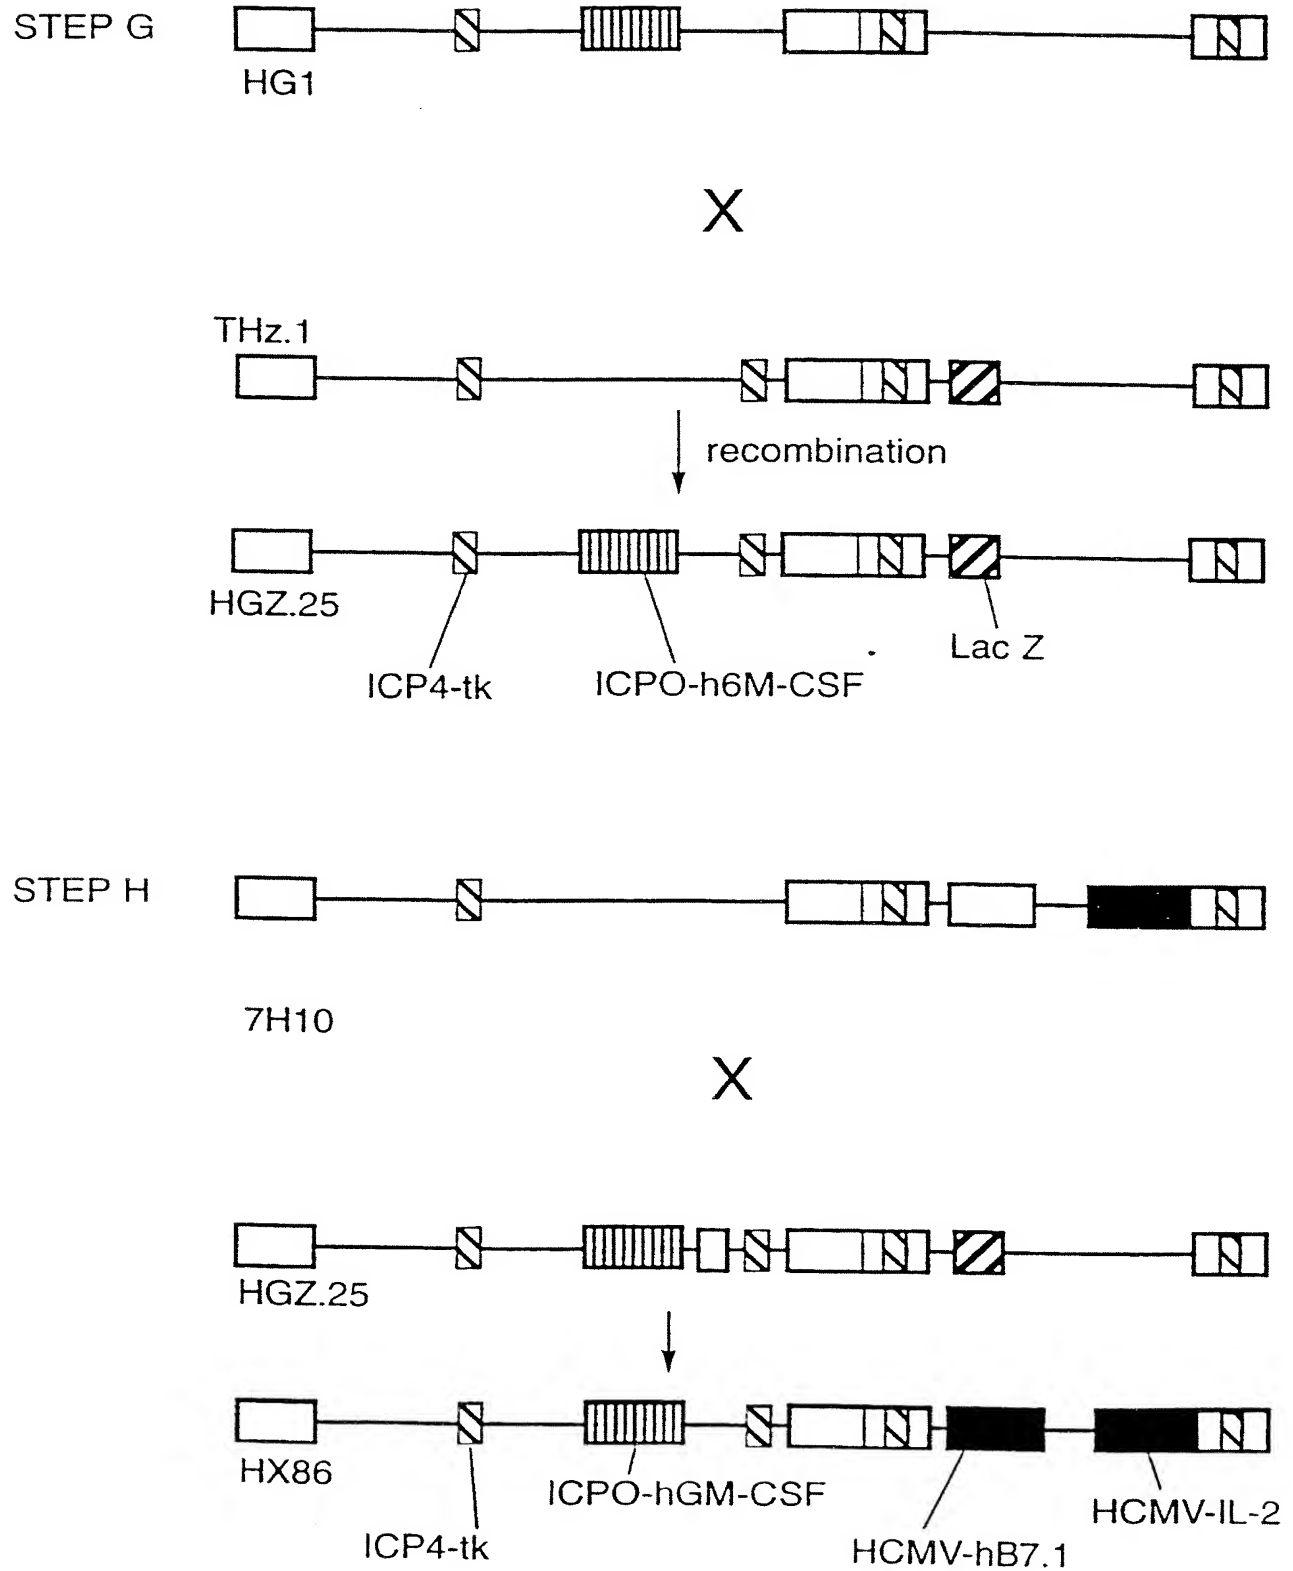 STEP G
HG1
X
THz.1
recombination
HGZ.25
Lac Z
ICP4-tk
ICPO-h6M-CSF
STEP H
7H10
X
HGZ.25
HX86
ICPO-hGM-CSF
HCMV-IL-2
ICP4-tk
HCMV-hB7.1